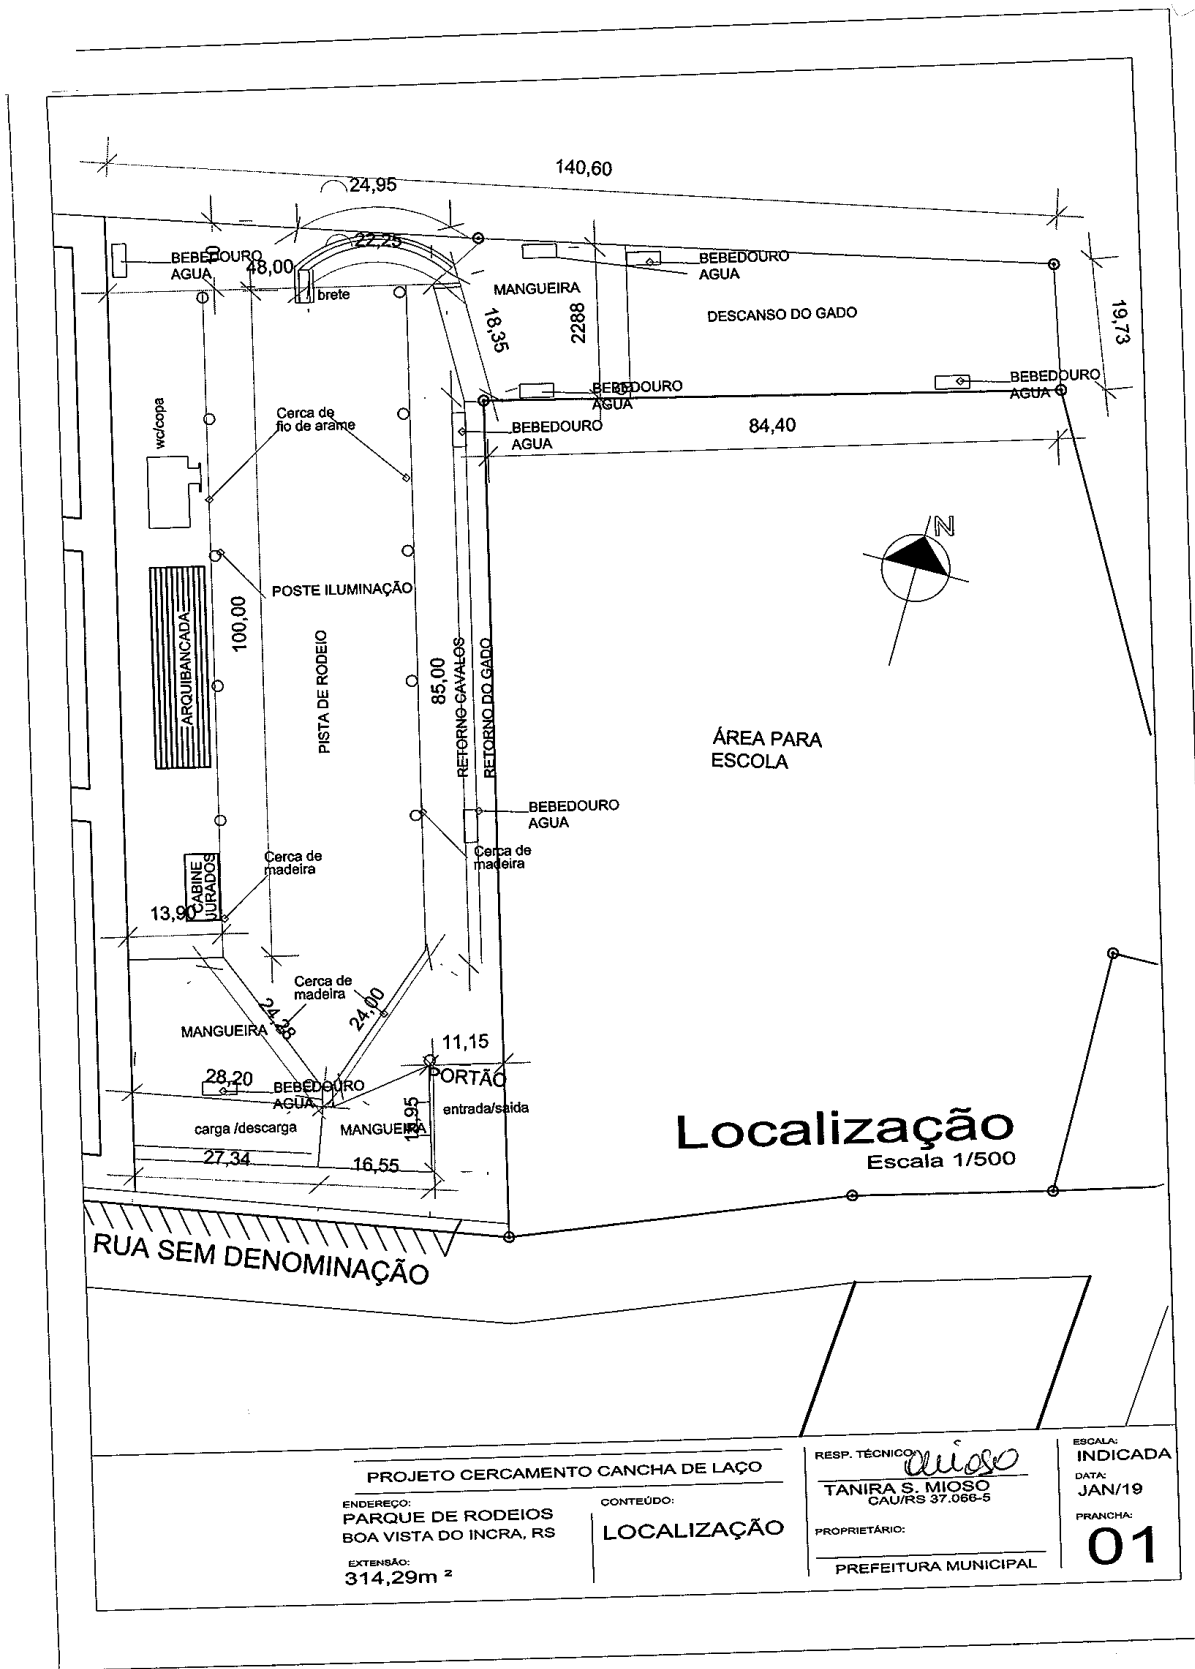 140,60
24,95
22,25
BEBEDOURO
AGUA
48,00
brete
MANGUEIRA
BEBEDOURO
AGUA
DESCANSO DO GADO
18,35
2288
19,73
BEBEDOURO
AGUA
BEBEDOURO
AGUA
84,40
wc/copa
Cerca de
fio de arame
BEBEDOURO
AGUA
N
POSTE ILUMINAÇÃO
ARQUIBANCADA
100,00
PISTA DE RODEIO
85,00
RETORNO CAVALOS
RETORNO DO GADO
ÁREA PARA
ESCOLA
BEBEDOURO
AGUA
Cerca de
madeira
Cerca de
madeira
CABINE
JURADOS
13,90
Cerca de
madeira
24,28
24,00
MANGUEIRA
11,15
28,20
BEBEDOURO
AGUA
PORTÃO
entrada/saida
carga /descarga
MANGUEIRA
27,34
16,55
Localização
Escala 1/500
RUA SEM DENOMINAÇÃO
PROJETO CERCAMENTO CANCHA DE LAÇO
ENDEREÇO:
PARQUE DE RODEIOS
BOA VISTA DO INCRA, RS
EXTENSÃO:
314,29m ²
CONTEÚDO:
LOCALIZAÇÃO
RESP. TÉCNICO:
TANIRA S. MIOSO
CAU/RS 37.066-5
PROPRIETÁRIO:
PREFEITURA MUNICIPAL
ESCALA:
INDICADA
DATA:
JAN/19
PRANCHA:
01